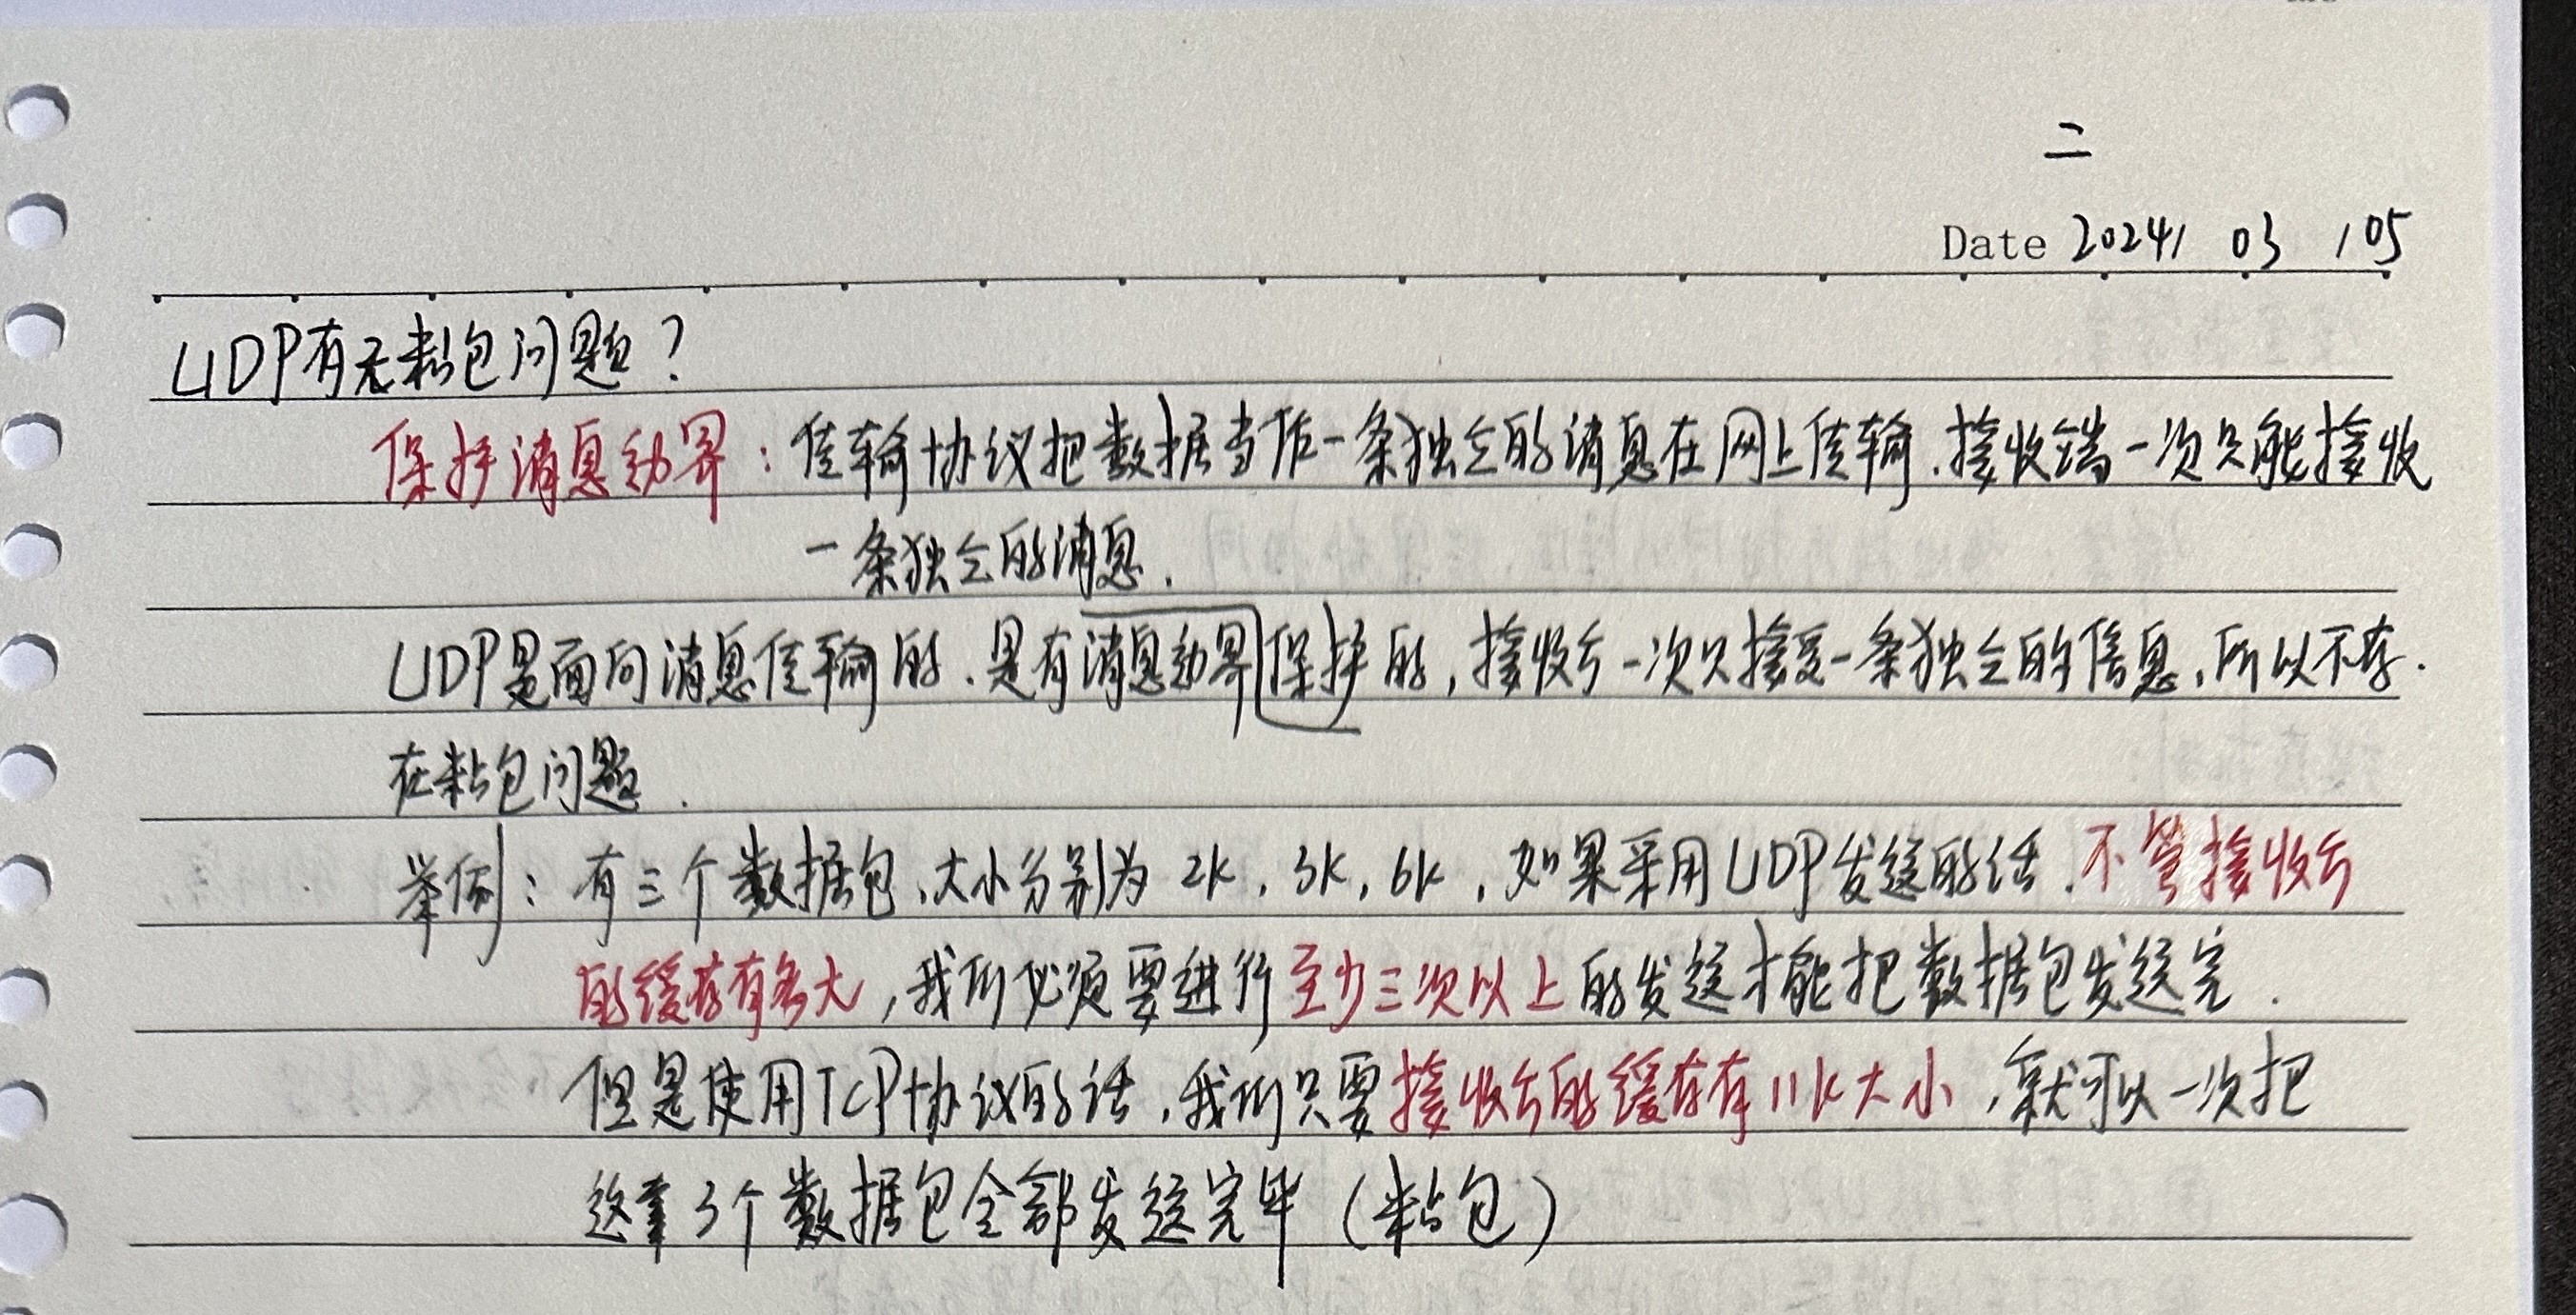 二
Date 2024/ 03 /05
UDP有无粘包问题?
保护消息边界:传输协议把数据当作一条独立的消息在网上传输.接收端一次只能接收
一条独立的消息.
UDP是面向消息传输的.是有消息边界保护的,接收方一次只接受一条独立的信息,所以不存.
在粘包问题.
举例:有三个数据包,大小分别为2k,3k,6k,如果采用UDP发送的话.不管接收方
的缓存有多大,我们必须要进行至少三次以上的发送才能把数据包发送完.
但是使用TCP协议的话,我们只要接收方的缓存有11k大小,就可以一次把
这3个数据包全部发送完毕(粘包)